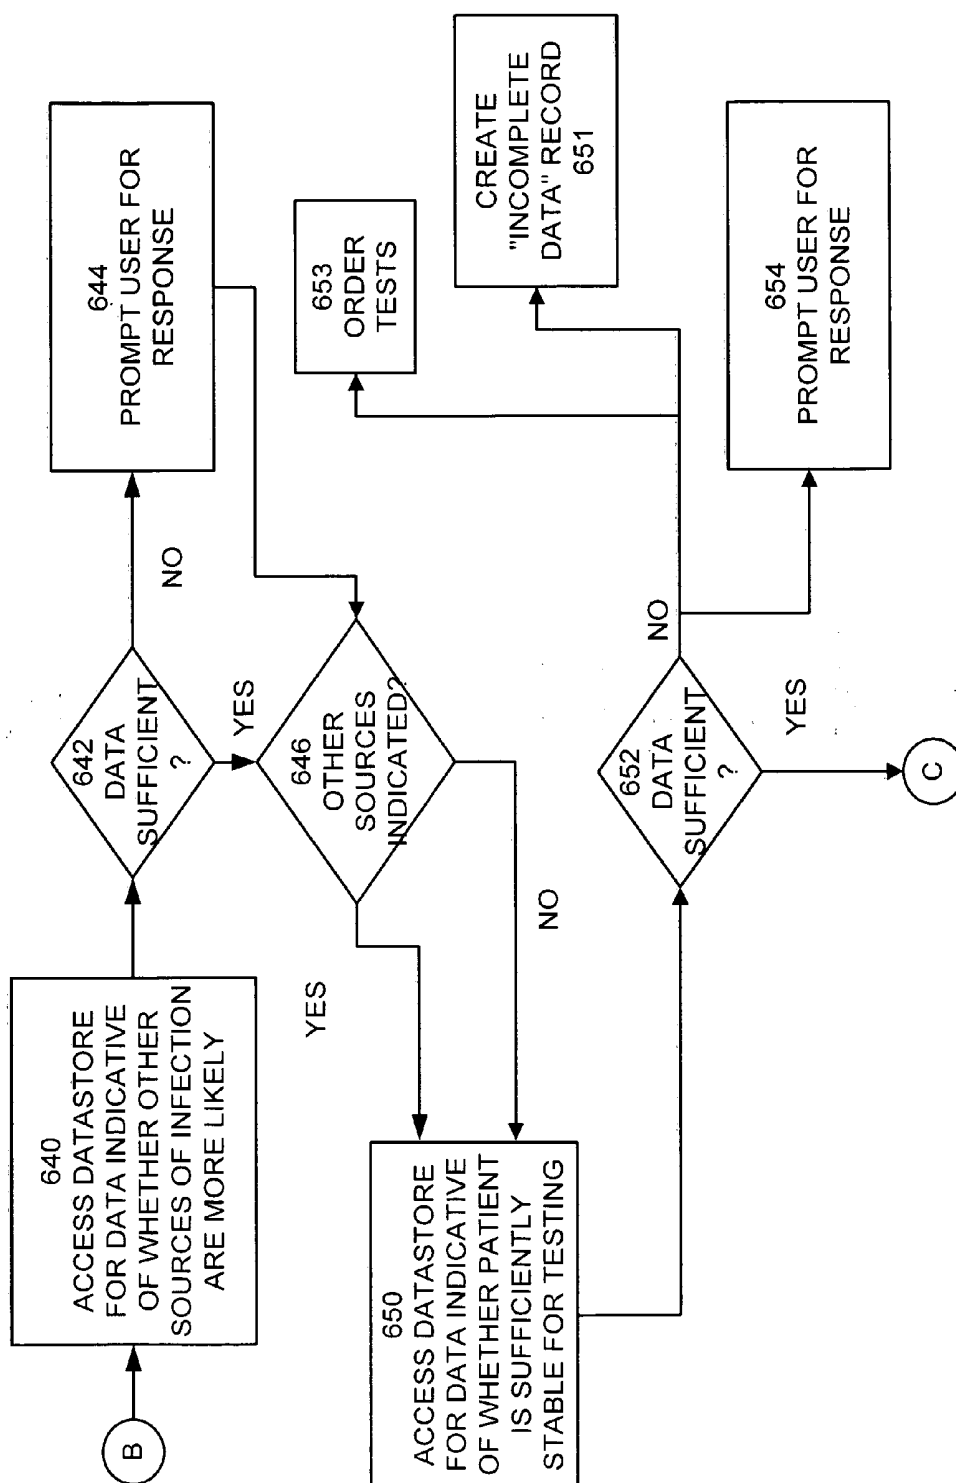 B
640
ACCESS DATASTORE
FOR DATA INDICATIVE
OF WHETHER OTHER
SOURCES OF INFECTION
ARE MORE LIKELY
642
DATA
SUFFICIENT
?
NO
YES
644
PROMPT USER FOR
RESPONSE
646
OTHER
SOURCES
INDICATED?
YES
NO
650
ACCESS DATASTORE
FOR DATA INDICATIVE
OF WHETHER PATIENT
IS SUFFICIENTLY
STABLE FOR TESTING
652
DATA
SUFFICIENT
?
NO
YES
653
ORDER
TESTS
CREATE
"INCOMPLETE
DATA" RECORD
651
654
PROMPT USER FOR
RESPONSE
C